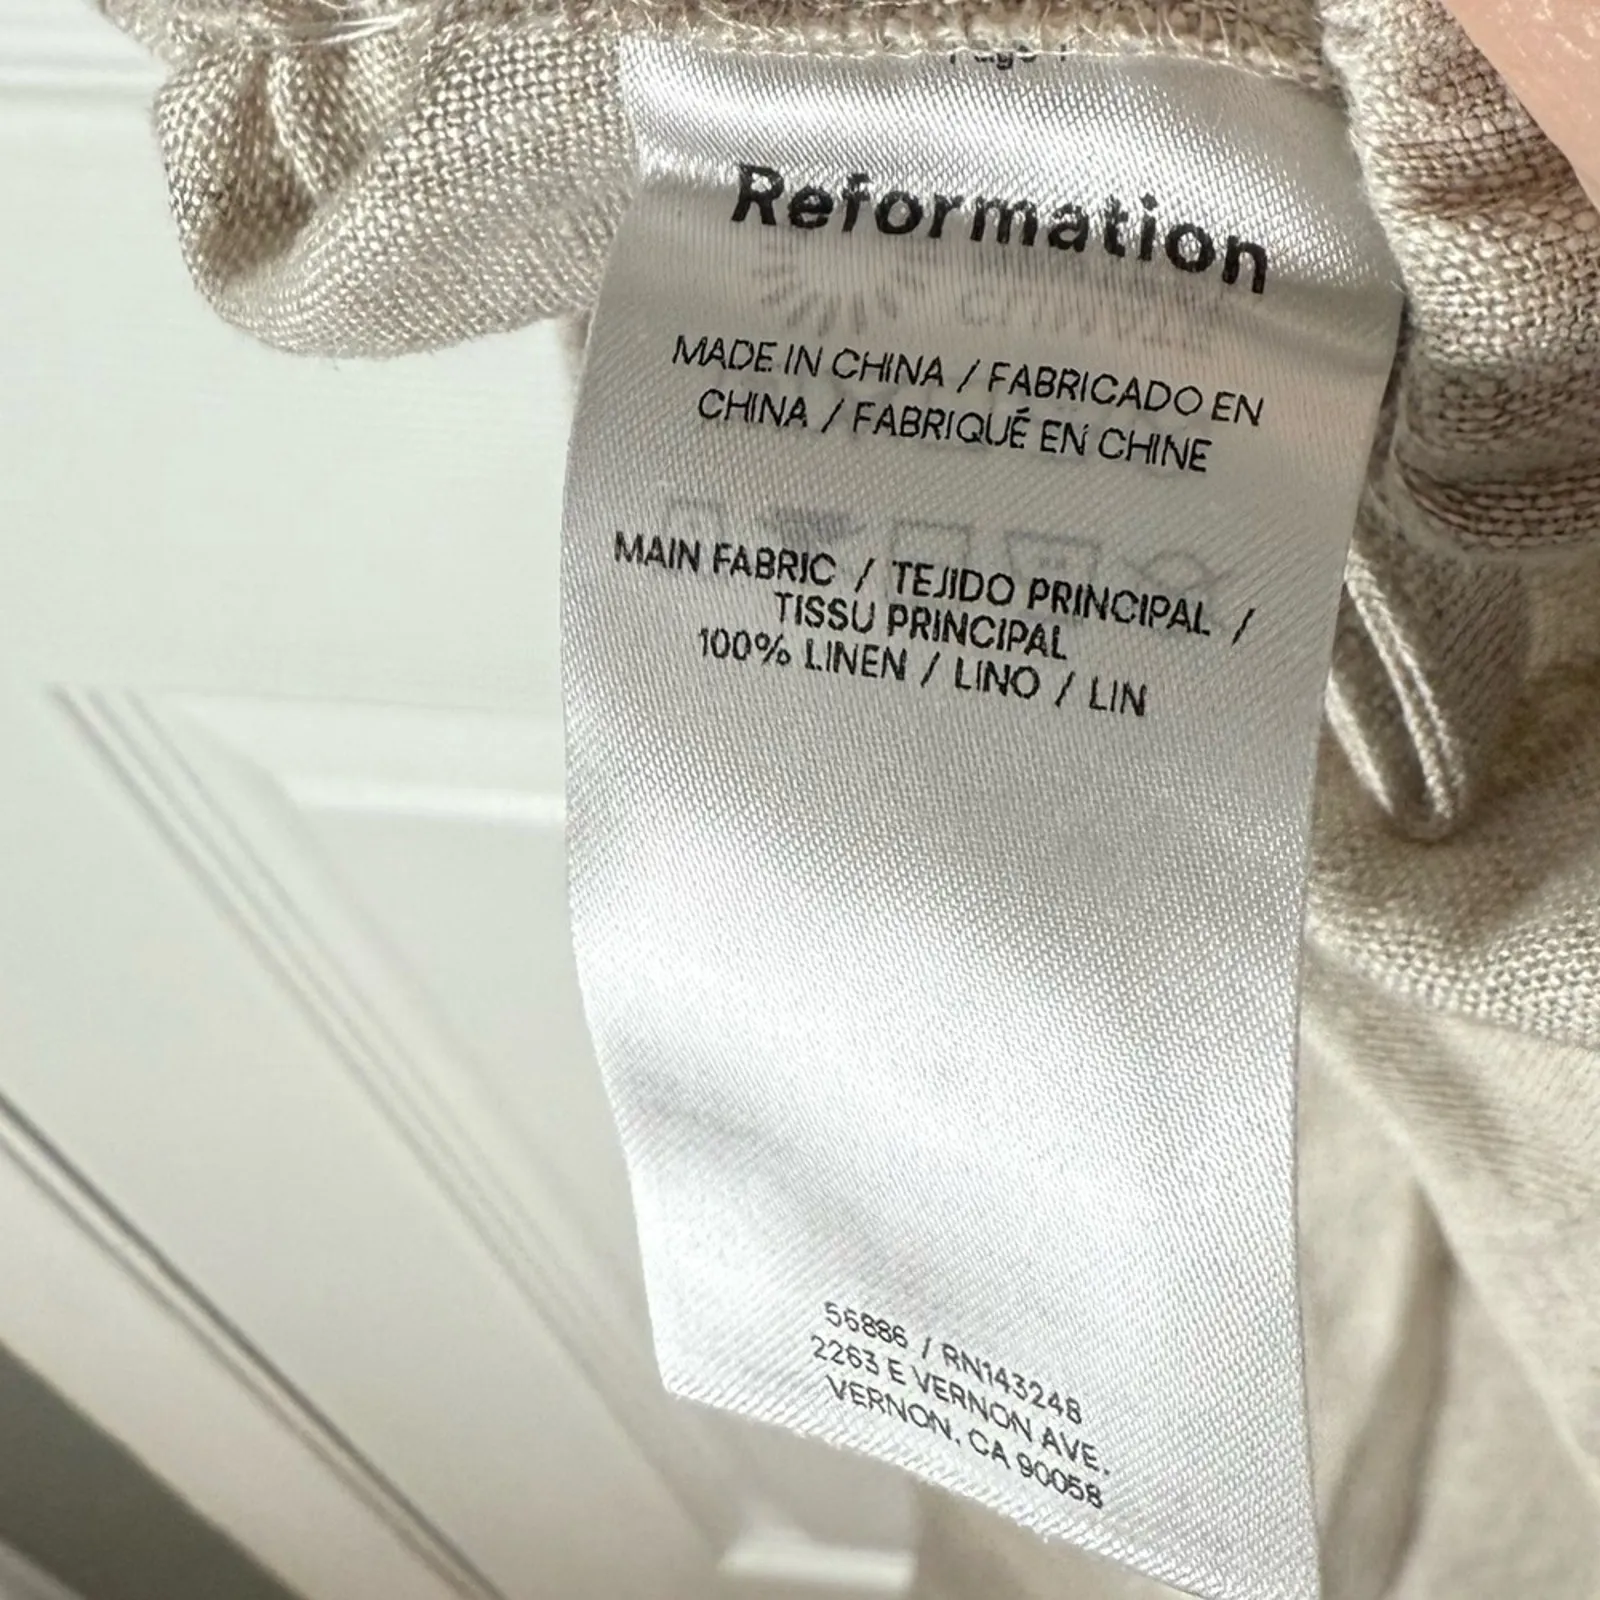 Reformation
MADE IN CHINA / FABRICADO EN
CHINA / FABRIQUÉ EN CHINE
MAIN FABRIC / TEJIDO PRINCIPAL /
TISSU PRINCIPAL
100% LINEN / LINO / LIN
56886 / RN143248
2263 E VERNON AVE.
VERNON, CA 90058